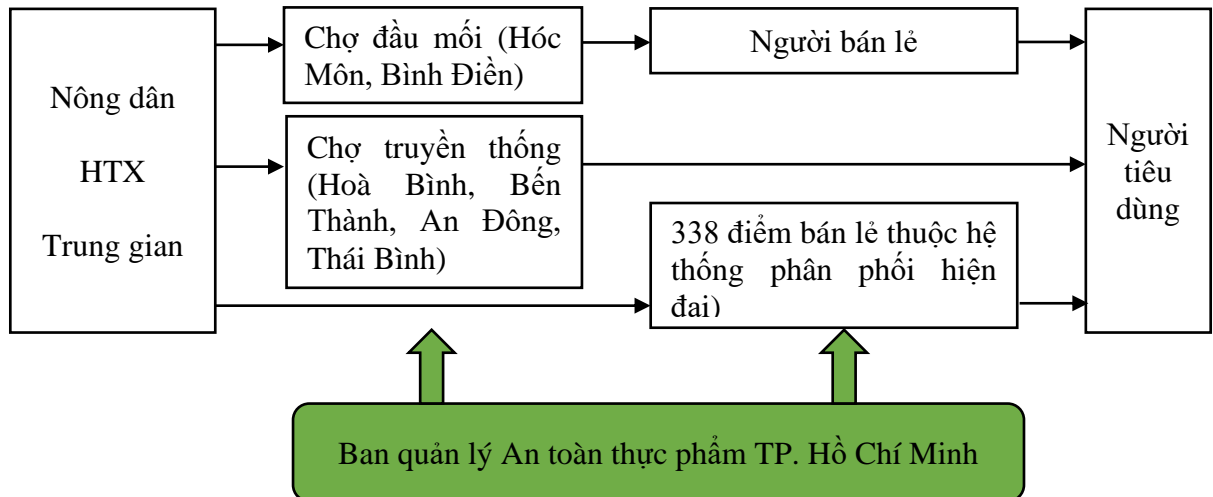 Nông dân
HTX
Trung gian
Chợ đầu mối (Hóc
Môn, Bình Điền)
Người bán lẻ
Chợ truyền thống
(Hoà Bình, Bến
Thành, An Đông,
Thái Bình)
338 điểm bán lẻ thuộc hệ
thống phân phối hiện
đai)
Người
tiêu
dùng
Ban quản lý An toàn thực phẩm TP. Hồ Chí Minh